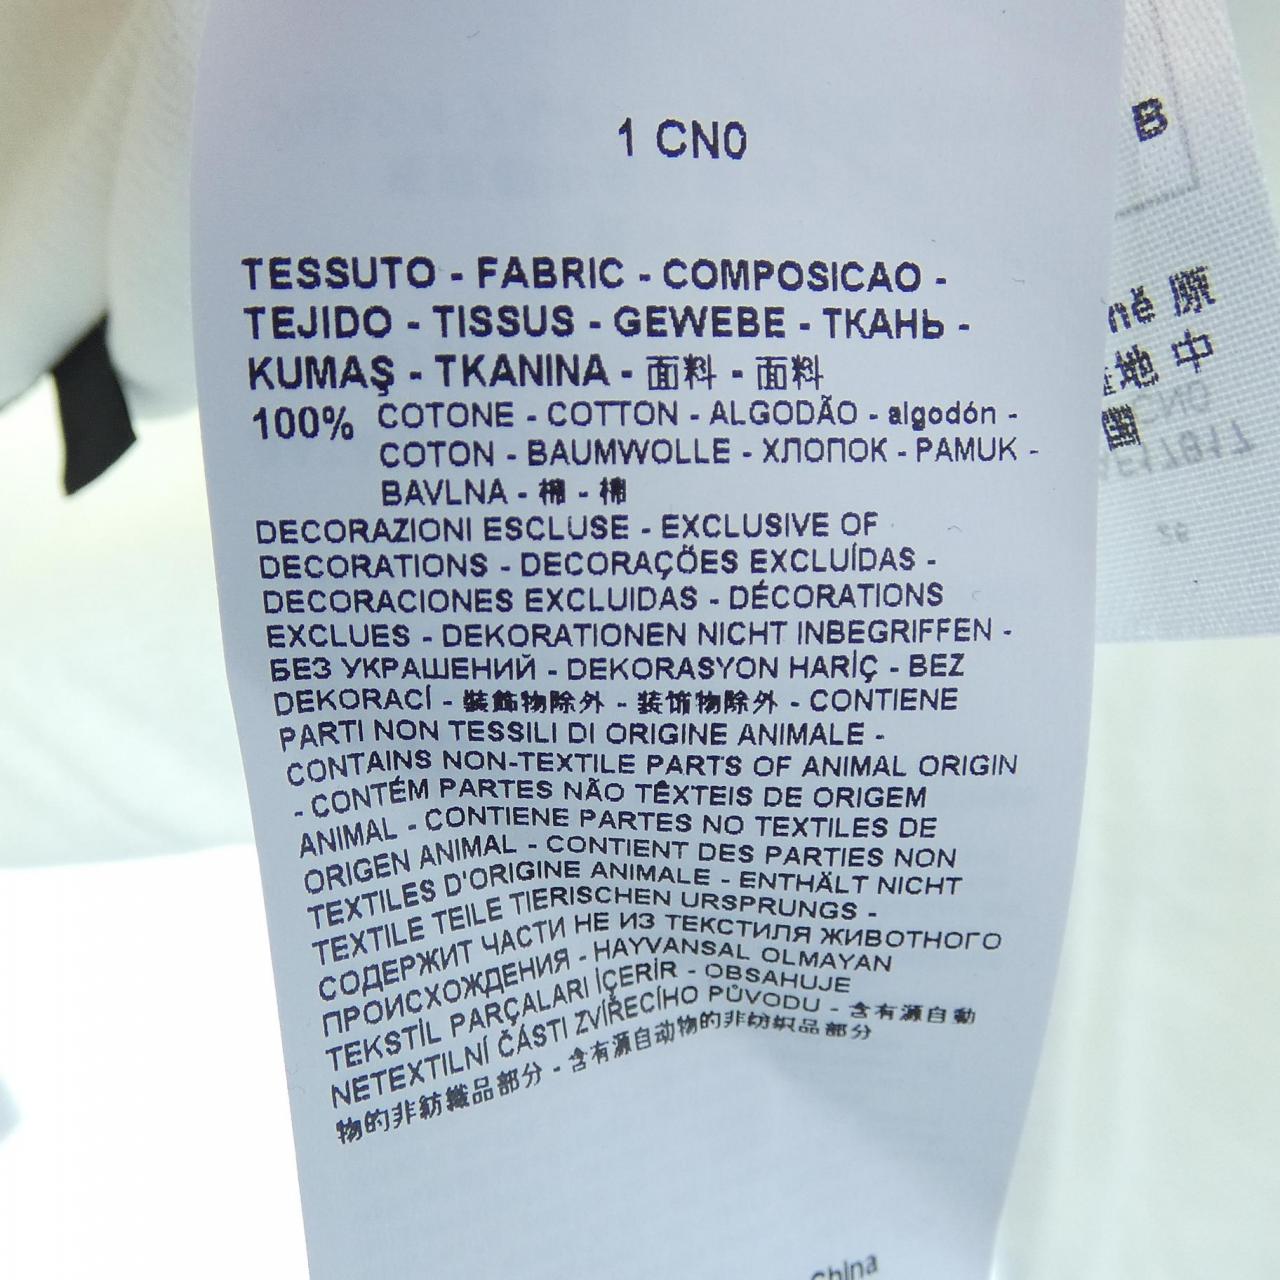 1 CN0
TESSUTO - FABRIC - COMPOSICAO -
TEJIDO - TISSUS - GEWEBE - ТКАНЬ -
KUMAŞ - TKANINA - 面料 - 面料
100% COTONE - COTTON - ALGODÃO - algodón -
COTON - BAUMWOLLE - ХЛОПОК - PAMUK -
BAVLNA - 棉 - 棉
DECORAZIONI ESCLUSE - EXCLUSIVE OF
DECORATIONS - DECORAÇÕES EXCLUÍDAS -
DECORACIONES EXCLUIDAS - DÉCORATIONS
EXCLUES - DEKORATIONEN NICHT INBEGRIFFEN -
БЕЗ УКРАШЕНИЙ - DEKORASYON HARİÇ - BEZ
DEKORACÍ - 裝飾物除外 - 装饰物除外 - CONTIENE
PARTI NON TESSILI DI ORIGINE ANIMALE -
CONTAINS NON-TEXTILE PARTS OF ANIMAL ORIGIN
- CONTÉM PARTES NÃO TÊXTEIS DE ORIGEM
ANIMAL - CONTIENE PARTES NO TEXTILES DE
ORIGEN ANIMAL - CONTIENT DES PARTIES NON
TEXTILES D'ORIGINE ANIMALE - ENTHÄLT NICHT
TEXTILE TEILE TIERISCHEN URSPRUNGS -
СОДЕРЖИТ ЧАСТИ НЕ ИЗ ТЕКСТИЛЯ ЖИВОТНОГО
ПРОИСХОЖДЕНИЯ - HAYVANSAL OLMAYAN
TEKSTİL PARÇALARI İÇERİR - OBSAHUJE
NETEXTILNÍ ČÁSTI ZVÍŘECÍHO PŮVODU - 含有源自動
物的非紡織品部分 - 含有源自动物的非纺织品部分
China
B
né 原
地 中
國